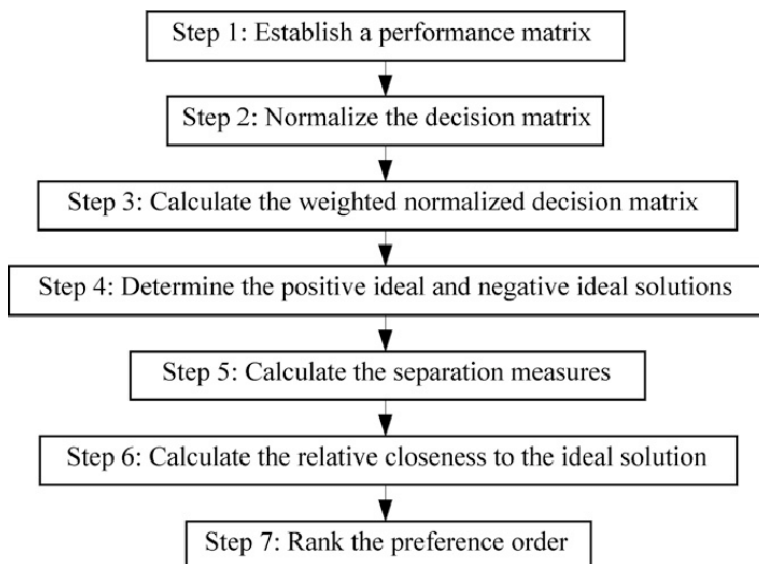 Step 1: Establish a performance matrix
Step 2: Normalize the decision matrix
Step 3: Calculate the weighted normalized decision matrix
Step 4: Determine the positive ideal and negative ideal solutions
Step 5: Calculate the separation measures
Step 6: Calculate the relative closeness to the ideal solution
Step 7: Rank the preference order